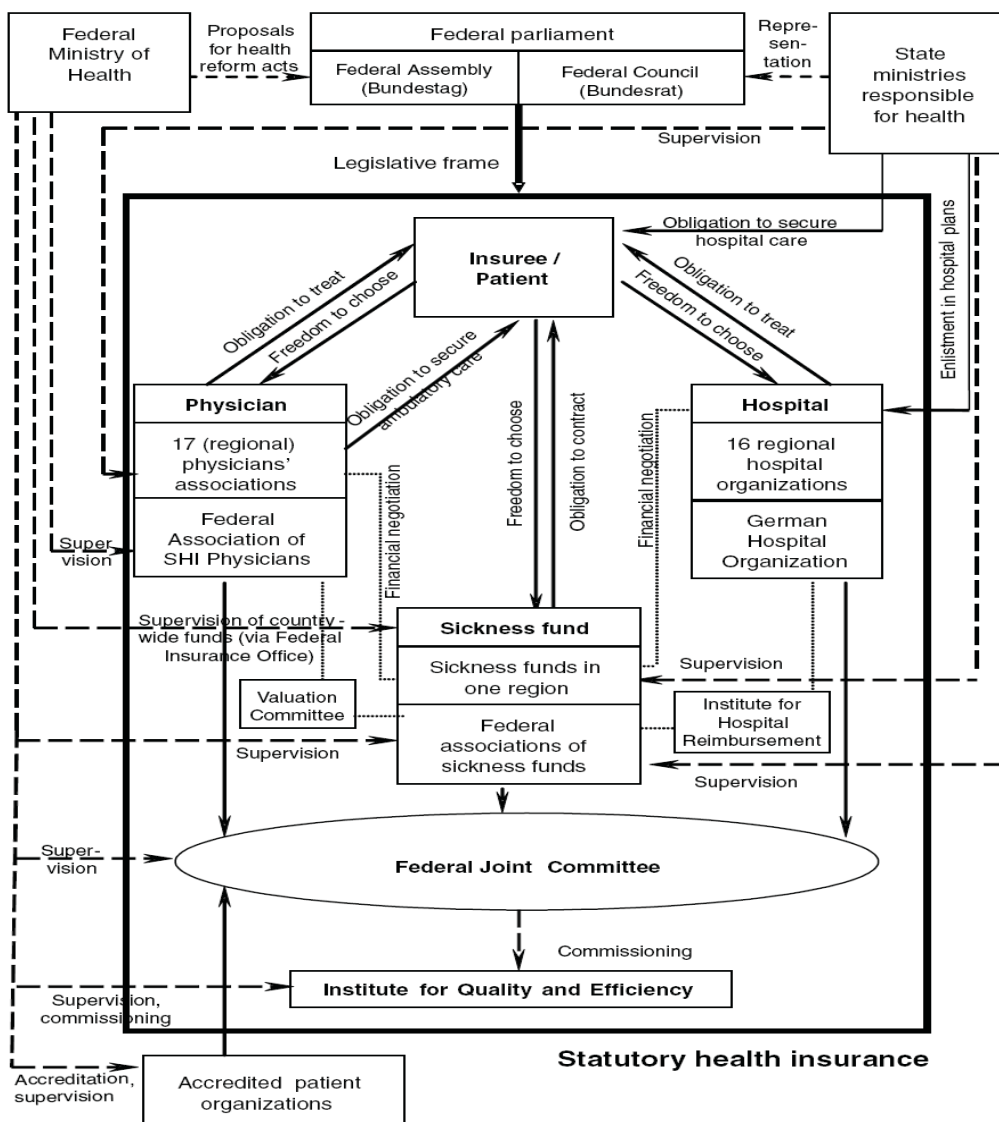 Federal
Ministry of
Health
Proposals
for health
reform acts
Federal parliament
Federal Assembly
(Bundestag)
Federal Council
(Bundesrat)
Repre-
sen-
tation
State
ministries
responsible
for health
Supervision
Legislative frame
Obligation to secure
hospital care
Enlistment in hospital plans
Insuree /
Patient
Obligation to treat
Freedom to choose
Obligation to secure
ambulatory care
Freedom to choose
Obligation to contract
Obligation to treat
Freedom to choose
Physician
17 (regional)
physicians’
associations
Federal
Association of
SHI Physicians
Financial negotiation
Financial negotiation
Hospital
16 regional
hospital
organizations
German
Hospital
Organization
Super
vision
Supervision of country -
wide funds (via Federal
Insurance Office)
Sickness fund
Sickness funds in
one region
Federal
associations of
sickness funds
Supervision
Valuation
Committee
Institute for
Hospital
Reimbursement
Supervision
Supervision
Super-
vision
Federal Joint Committee
Commissioning
Institute for Quality and Efficiency
Supervision,
commissioning
Statutory health insurance
Accreditation,
supervision
Accredited patient
organizations